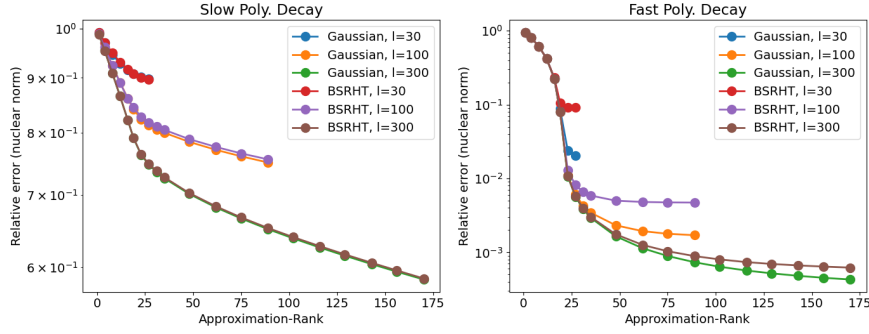 Slow Poly. Decay
Relative error (nuclear norm)
10⁰
9 × 10⁻¹
8 × 10⁻¹
7 × 10⁻¹
6 × 10⁻¹
Gaussian, l=30
Gaussian, l=100
Gaussian, l=300
BSRHT, l=30
BSRHT, l=100
BSRHT, l=300
0 25 50 75 100 125 150 175
Approximation-Rank
Fast Poly. Decay
Relative error (nuclear norm)
10⁰
10⁻¹
10⁻²
10⁻³
Gaussian, l=30
Gaussian, l=100
Gaussian, l=300
BSRHT, l=30
BSRHT, l=100
BSRHT, l=300
0 25 50 75 100 125 150 175
Approximation-Rank